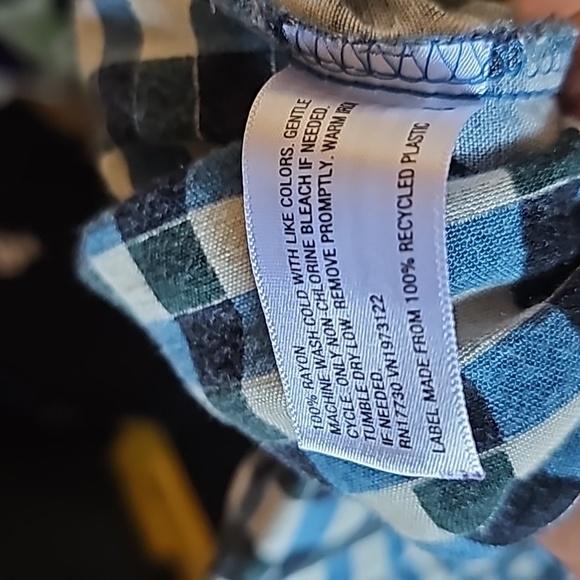 100% RAYON
MACHINE WASH COLD WITH LIKE COLORS. GENTLE
CYCLE. ONLY NON-CHLORINE BLEACH IF NEEDED.
TUMBLE DRY LOW. REMOVE PROMPTLY. WARM IRON
IF NEEDED
RN17730 VN1973122
LABEL MADE FROM 100% RECYCLED PLASTIC